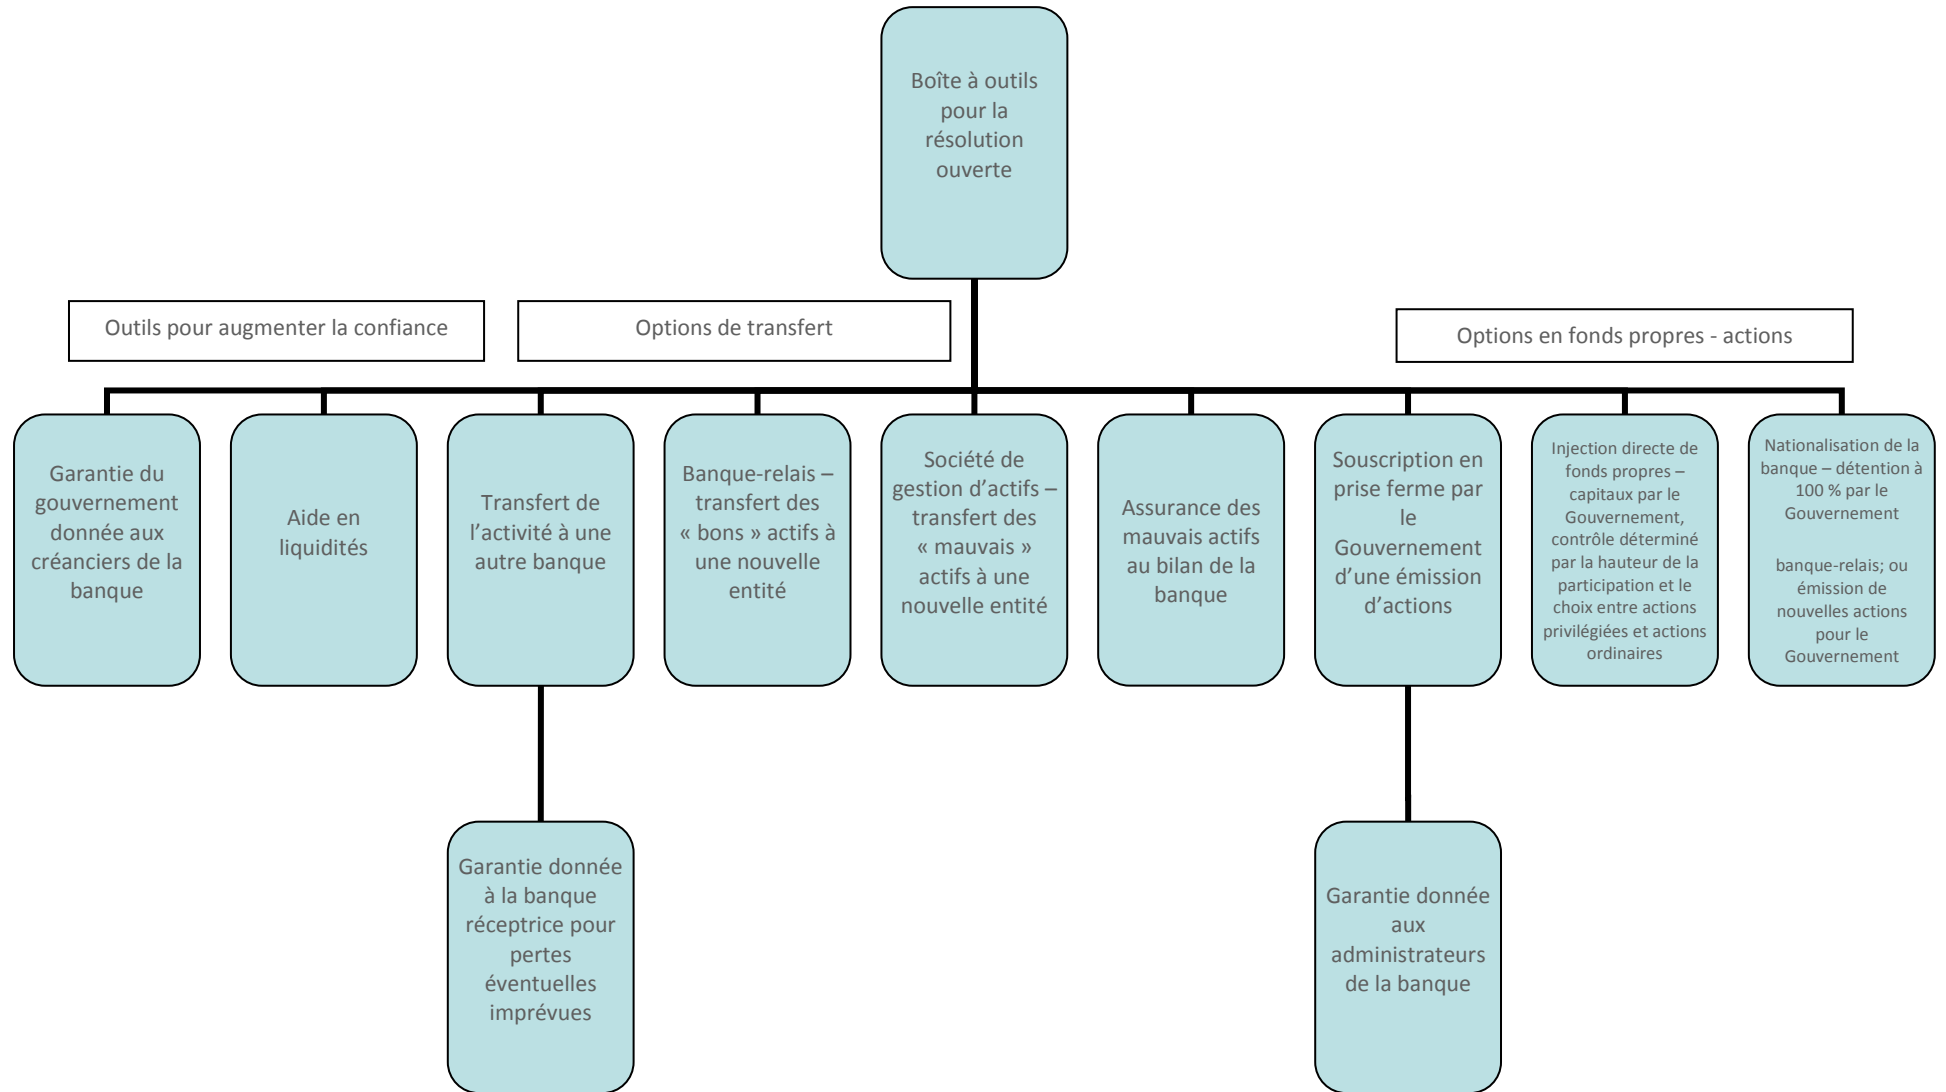 Boîte à outils
pour la
résolution
ouverte
Outils pour augmenter la confiance
Options de transfert
Options en fonds propres - actions
Garantie du
gouvernement
donnée aux
créanciers de la
banque
Aide en
liquidités
Transfert de
l’activité à une
autre banque
Banque-relais –
transfert des
« bons » actifs à
une nouvelle
entité
Société de
gestion d’actifs –
transfert des
« mauvais »
actifs à une
nouvelle entité
Assurance des
mauvais actifs
au bilan de la
banque
Souscription en
prise ferme par
le
Gouvernement
d’une émission
d’actions
Injection directe de
fonds propres –
capitaux par le
Gouvernement,
contrôle déterminé
par la hauteur de la
participation et le
choix entre actions
privilégiées et actions
ordinaires
Nationalisation de la
banque – détention à
100 % par le
Gouvernement
banque-relais; ou
émission de
nouvelles actions
pour le
Gouvernement
Garantie donnée
à la banque
réceptrice pour
pertes
éventuelles
imprévues
Garantie donnée
aux
administrateurs
de la banque